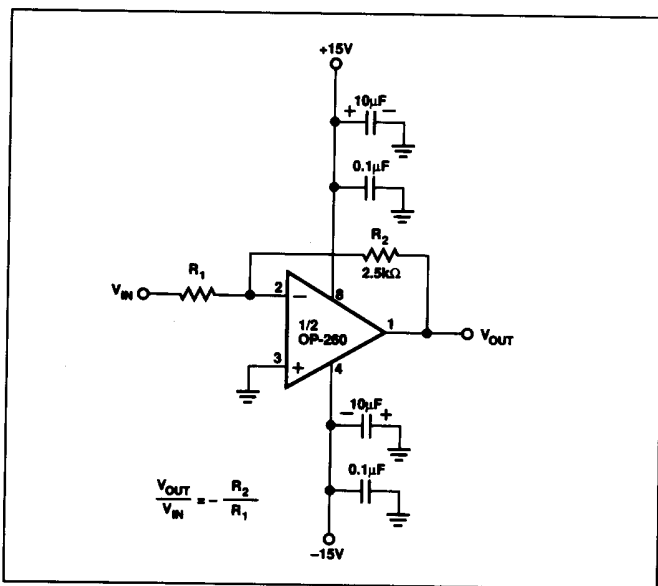 +15V
+ 10µF −
0.1µF
R2
2.5kΩ
R1
VIN
2
−
8
1/2
OP-260
1
VOUT
3
+
4
− 10µF +
0.1µF
VOUT
VIN
= −
R2
R1
−15V